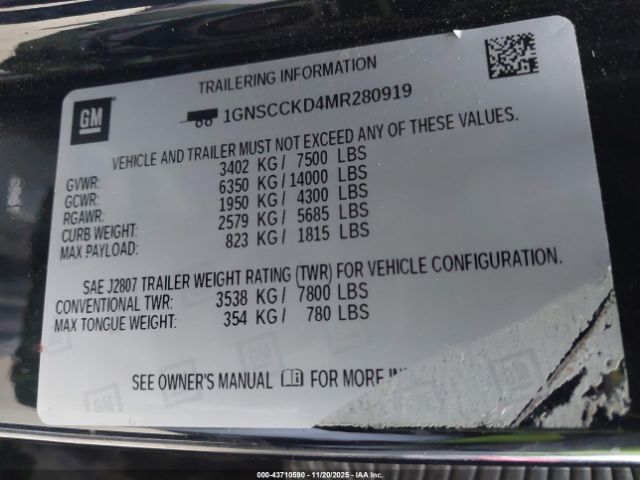 TRAILERING INFORMATION
GM
1GNSCCKD4MR280919
VEHICLE AND TRAILER MUST NOT EXCEED ANY OF THESE VALUES.
GVWR: 3402 KG / 7500 LBS
GCWR: 6350 KG / 14000 LBS
RGAWR: 1950 KG / 4300 LBS
CURB WEIGHT: 2579 KG / 5685 LBS
MAX PAYLOAD: 823 KG / 1815 LBS
SAE J2807 TRAILER WEIGHT RATING (TWR) FOR VEHICLE CONFIGURATION.
CONVENTIONAL TWR: 3538 KG / 7800 LBS
MAX TONGUE WEIGHT: 354 KG / 780 LBS
SEE OWNER'S MANUAL FOR MORE
000-43710590 - 11/20/2025 - IAAI.com